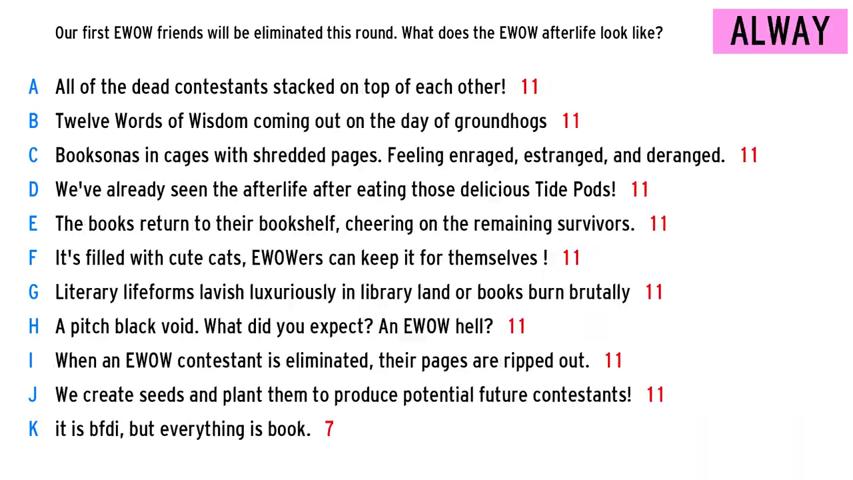 Our first EWOW friends will be eliminated this round. What does the EWOW afterlife look like?
ALWAY
A All of the dead contestants stacked on top of each other! 11
B Twelve Words of Wisdom coming out on the day of groundhogs 11
C Booksonas in cages with shredded pages. Feeling enraged, estranged, and deranged. 11
D We've already seen the afterlife after eating those delicious Tide Pods! 11
E The books return to their bookshelf, cheering on the remaining survivors. 11
F It's filled with cute cats, EWOWers can keep it for themselves ! 11
G Literary lifeforms lavish luxuriously in library land or books burn brutally 11
H A pitch black void. What did you expect? An EWOW hell? 11
I When an EWOW contestant is eliminated, their pages are ripped out. 11
J We create seeds and plant them to produce potential future contestants! 11
K it is bfdi, but everything is book. 7